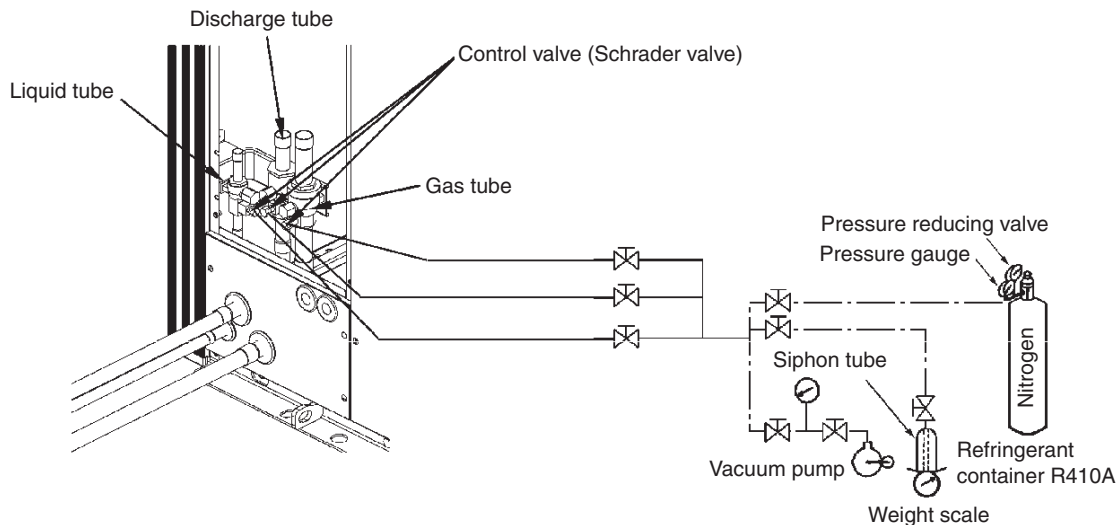 Discharge tube
Control valve (Schrader valve)
Liquid tube
Gas tube
Pressure reducing valve
Pressure gauge
Siphon tube
Nitrogen
Vacuum pump
Refringerant
container R410A
Weight scale